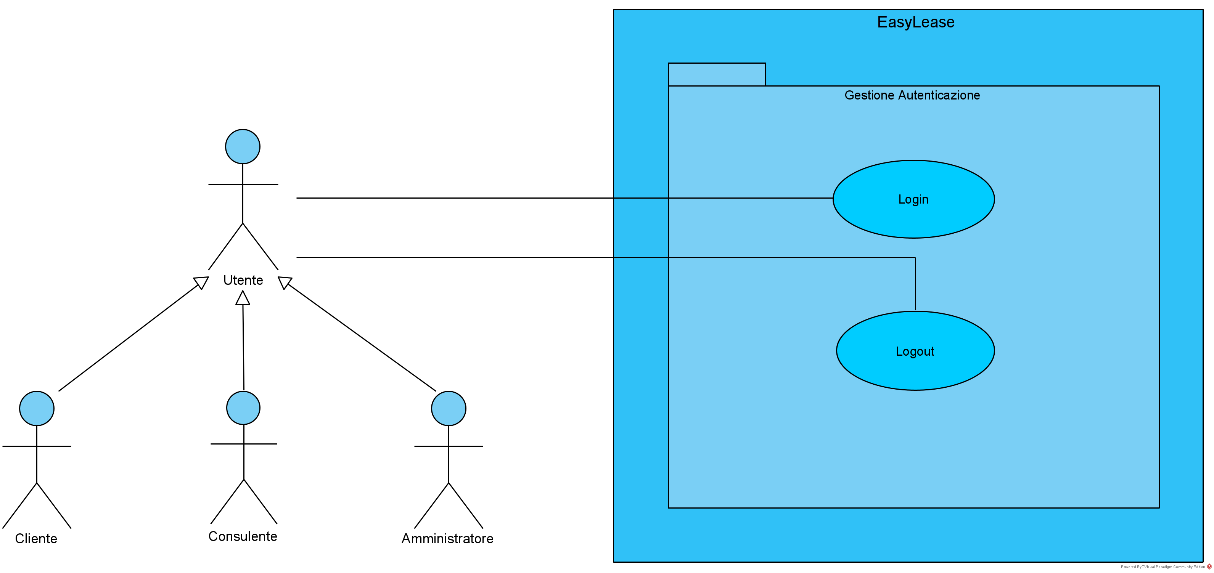 EasyLease
Gestione Autenticazione
Login
Utente
Logout
Cliente
Consulente
Amministratore